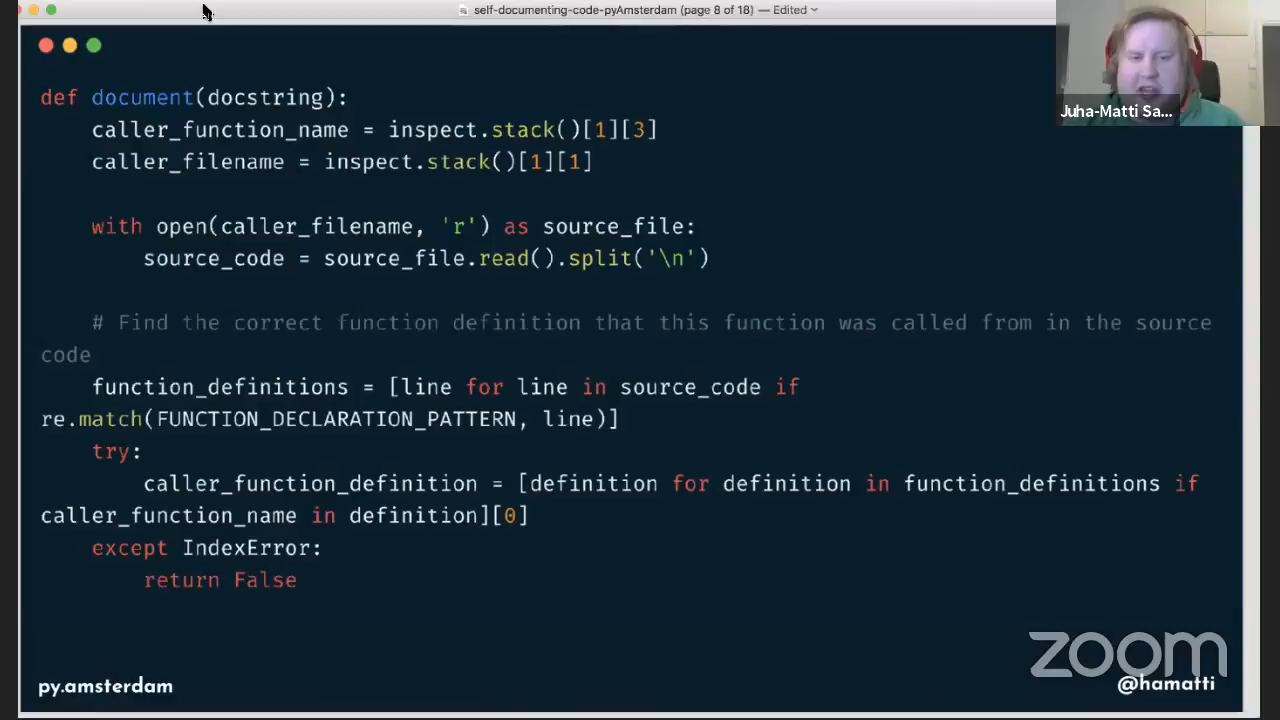 self-documenting-code-pyAmsterdam (page 8 of 18) — Edited
def document(docstring):
    caller_function_name = inspect.stack()[1][3]
    caller_filename = inspect.stack()[1][1]
    with open(caller_filename, 'r') as source_file:
        source_code = source_file.read().split('\n')
    # Find the correct function definition that this function was called from in the source
code
    function_definitions = [line for line in source_code if
re.match(FUNCTION_DECLARATION_PATTERN, line)]
    try:
        caller_function_definition = [definition for definition in function_definitions if
caller_function_name in definition][0]
    except IndexError:
        return False
Juha-Matti Sa...
zoom
py.amsterdam
@hamatti